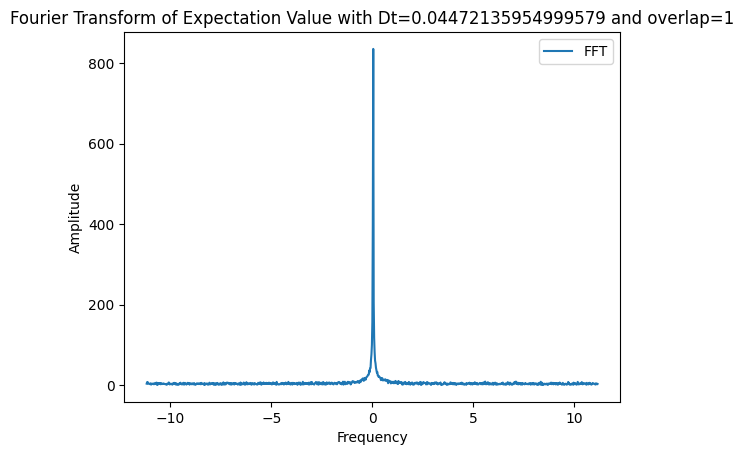 Fourier Transform of Expectation Value with Dt=0.04472135954999579 and overlap=1
FFT
800
600
400
200
0
Amplitude
−10
−5
0
5
10
Frequency